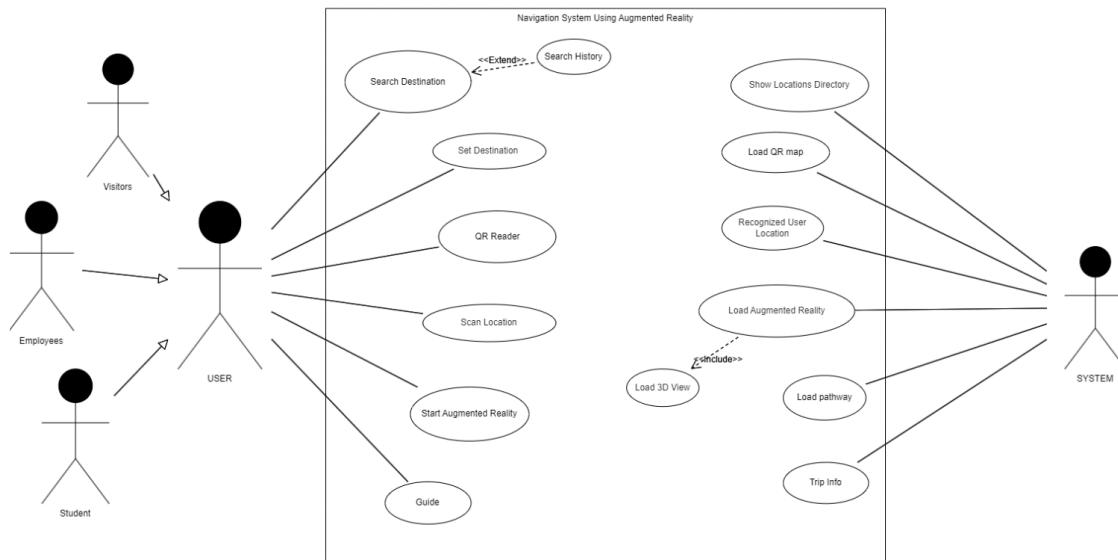 Navigation System Using Augmented Reality
Search Destination
<<Extend>>
Search History
Set Destination
QR Reader
Scan Location
Start Augmented Reality
Guide
Show Locations Directory
Load QR map
Recognized User
Location
Load Augmented Reality
<<Include>>
Load 3D View
Load pathway
Trip Info
Visitors
Employees
Student
USER
SYSTEM